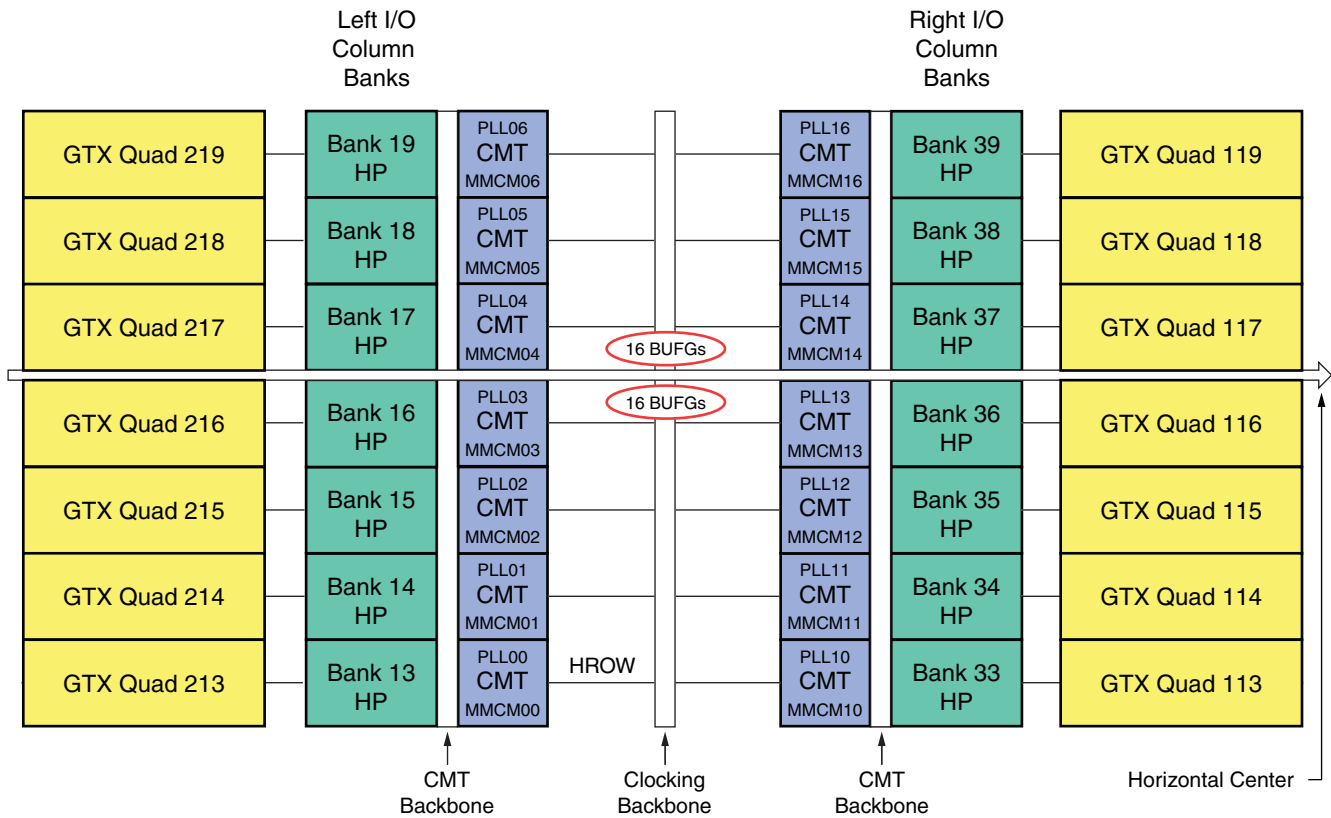 Left I/O
Column
Banks
Right I/O
Column
Banks
GTX Quad 219
Bank 19
HP
PLL06
CMT
MMCM06
PLL16
CMT
MMCM16
Bank 39
HP
GTX Quad 119
GTX Quad 218
Bank 18
HP
PLL05
CMT
MMCM05
PLL15
CMT
MMCM15
Bank 38
HP
GTX Quad 118
GTX Quad 217
Bank 17
HP
PLL04
CMT
MMCM04
16 BUFGs
PLL14
CMT
MMCM14
Bank 37
HP
GTX Quad 117
GTX Quad 216
Bank 16
HP
PLL03
CMT
MMCM03
16 BUFGs
PLL13
CMT
MMCM13
Bank 36
HP
GTX Quad 116
GTX Quad 215
Bank 15
HP
PLL02
CMT
MMCM02
PLL12
CMT
MMCM12
Bank 35
HP
GTX Quad 115
GTX Quad 214
Bank 14
HP
PLL01
CMT
MMCM01
PLL11
CMT
MMCM11
Bank 34
HP
GTX Quad 114
GTX Quad 213
Bank 13
HP
PLL00
CMT
MMCM00
HROW
PLL10
CMT
MMCM10
Bank 33
HP
GTX Quad 113
CMT
Backbone
Clocking
Backbone
CMT
Backbone
Horizontal Center